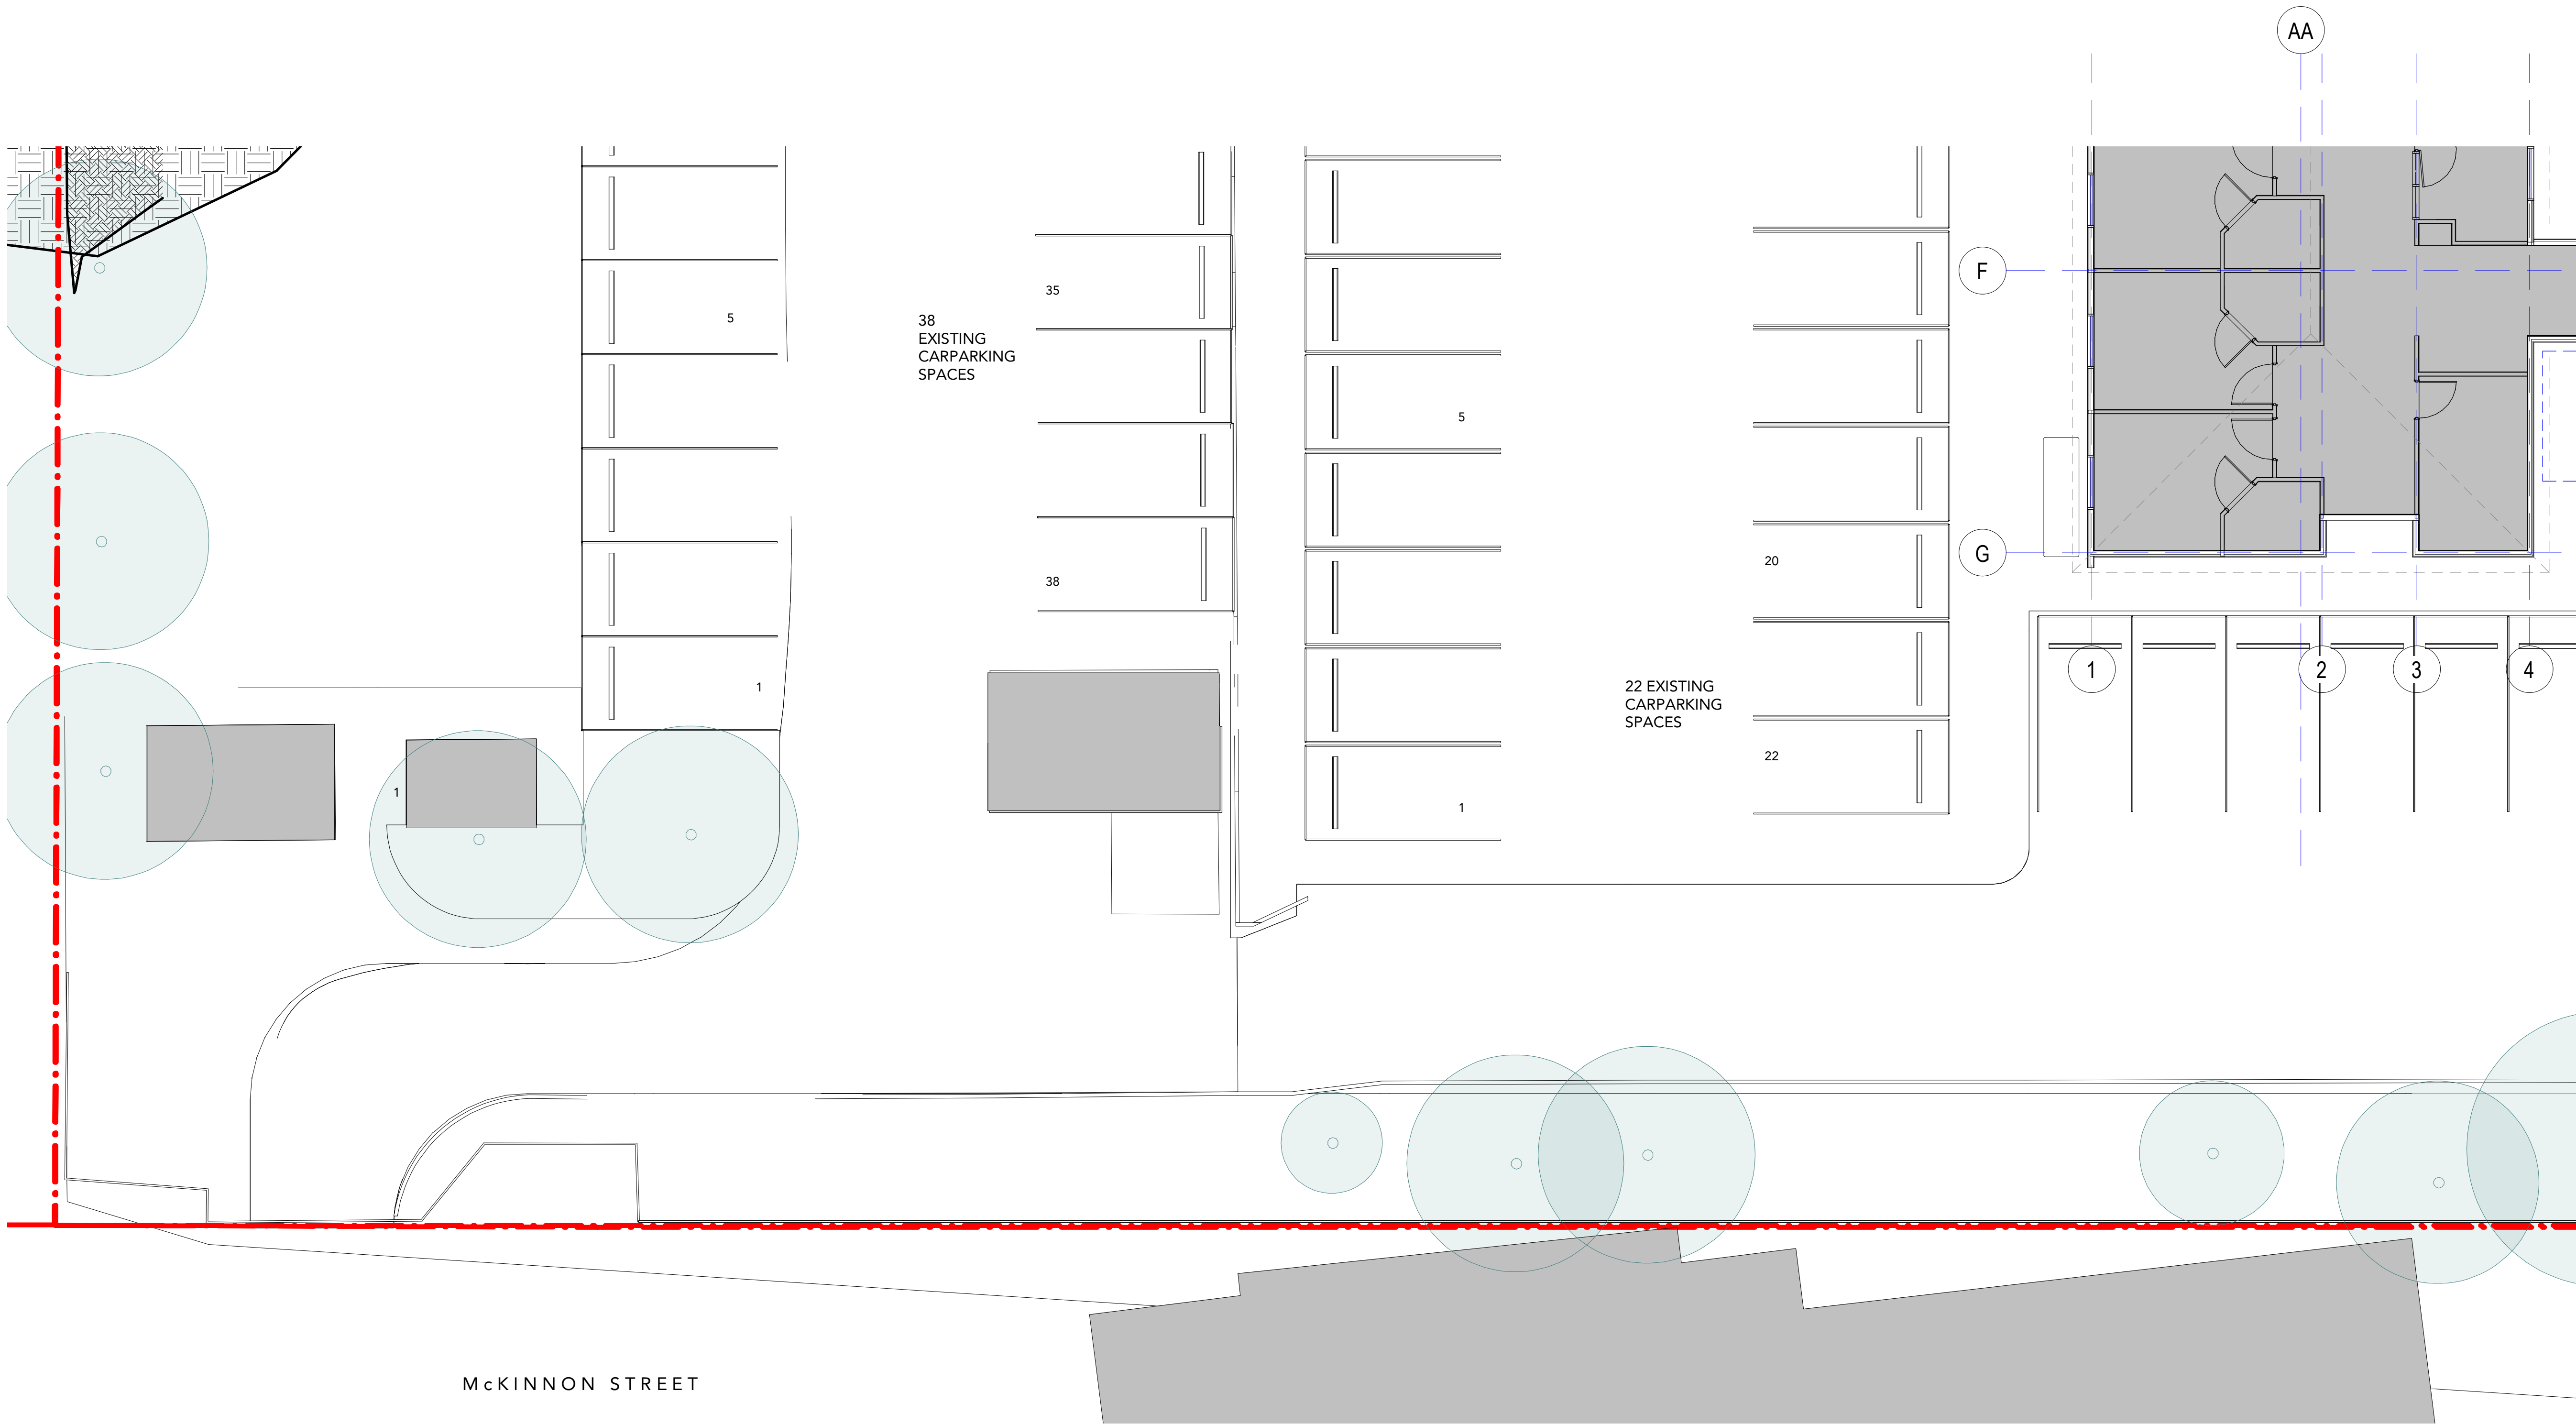 AA
F
35
5
38
EXISTING
CARPARKING
SPACES
5
G
20
38
1
2
3
4
1
22 EXISTING
CARPARKING
SPACES
22
1
1
McKINNON STREET